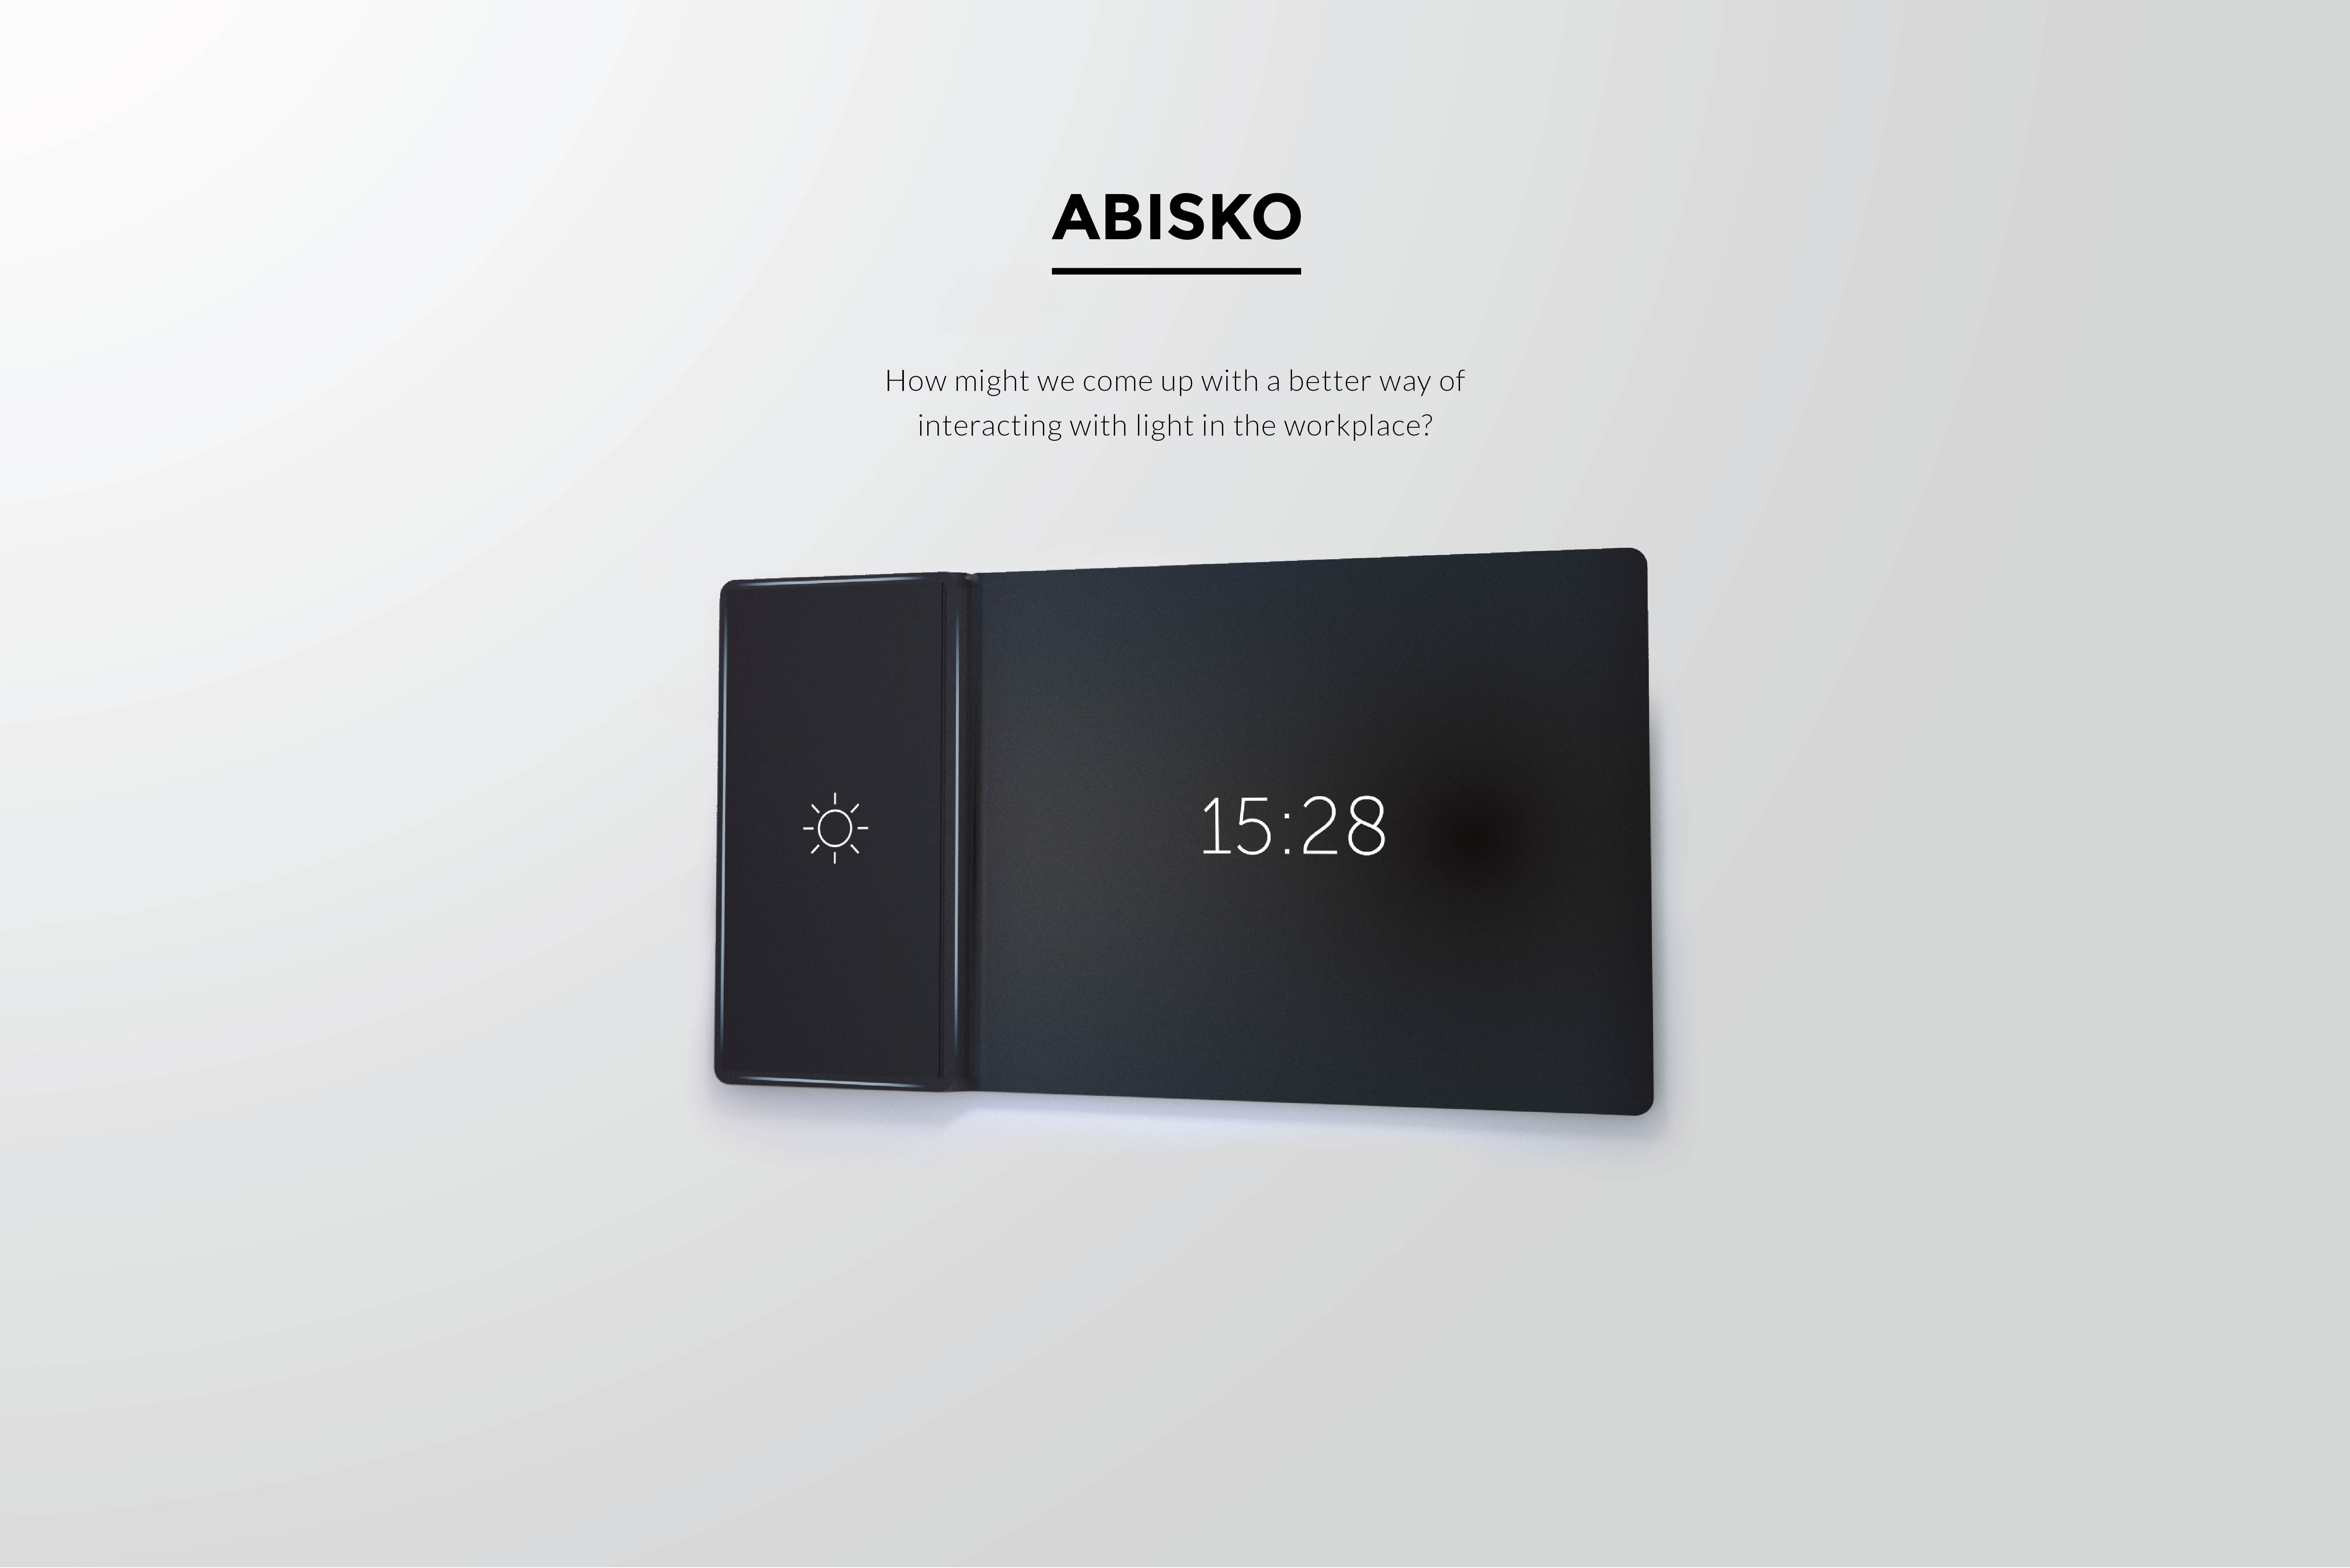 ABISKO
How might we come up with a better way of
interacting with light in the workplace?
15:28